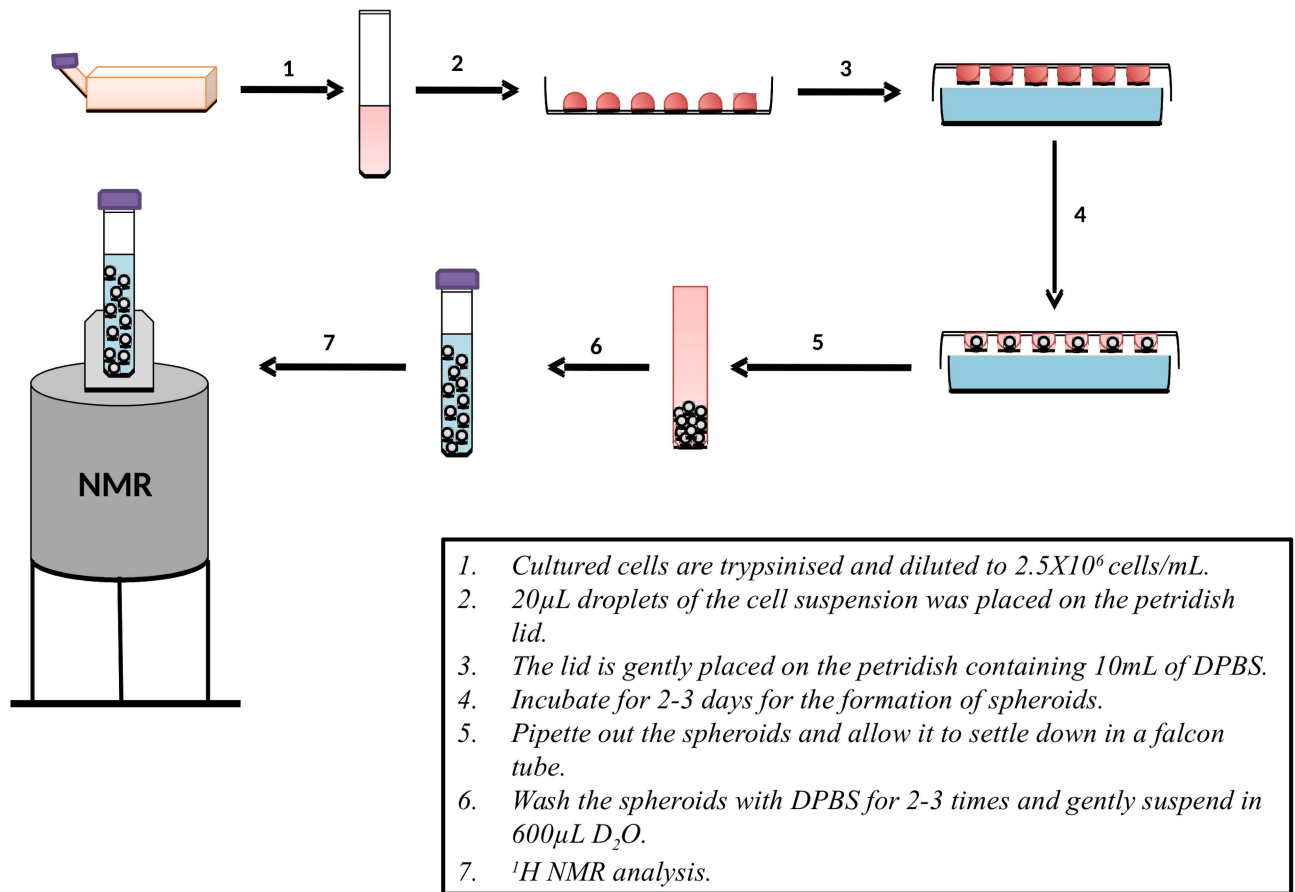 1
2
3
4
5
6
7
NMR
1. Cultured cells are trypsinised and diluted to 2.5X10⁶ cells/mL.
2. 20µL droplets of the cell suspension was placed on the petridish
lid.
3. The lid is gently placed on the petridish containing 10mL of DPBS.
4. Incubate for 2-3 days for the formation of spheroids.
5. Pipette out the spheroids and allow it to settle down in a falcon
tube.
6. Wash the spheroids with DPBS for 2-3 times and gently suspend in
600µL D₂O.
7. ¹H NMR analysis.